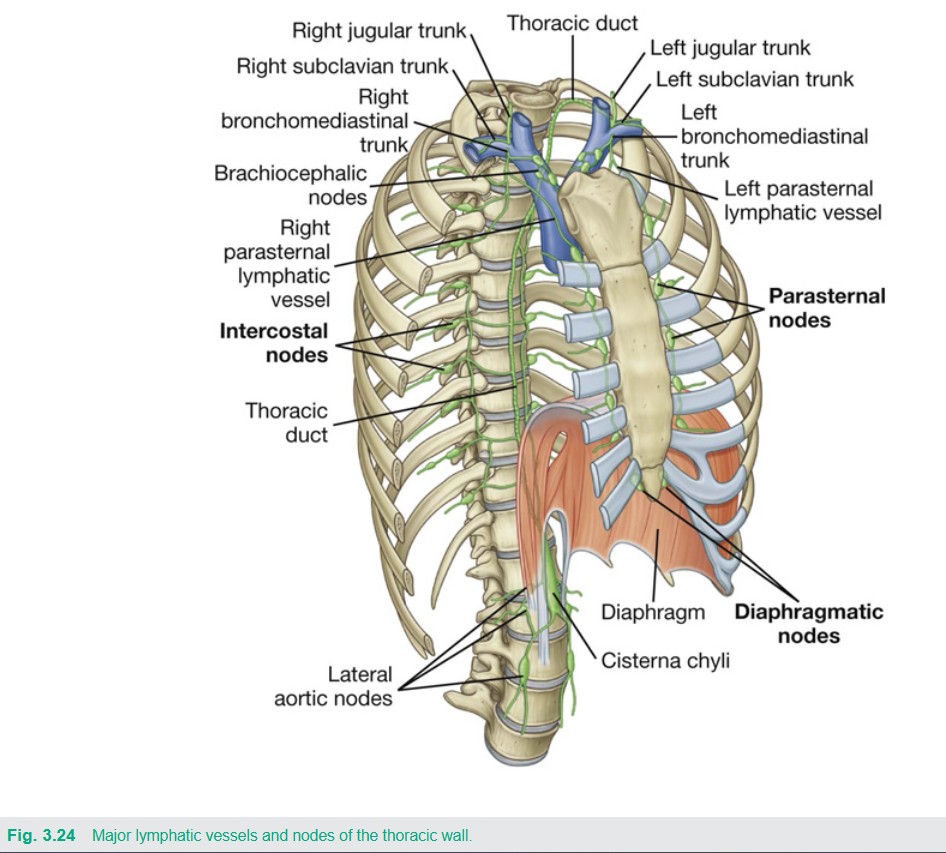 Right jugular trunk
Thoracic duct
Left jugular trunk
Right subclavian trunk
Left subclavian trunk
Right
bronchomediastinal
trunk
Left
bronchomediastinal
trunk
Brachiocephalic
nodes
Left parasternal
lymphatic vessel
Right
parasternal
lymphatic
vessel
Parasternal
nodes
Intercostal
nodes
Thoracic
duct
Diaphragm
Diaphragmatic
nodes
Cisterna chyli
Lateral
aortic nodes
Fig. 3.24 Major lymphatic vessels and nodes of the thoracic wall.